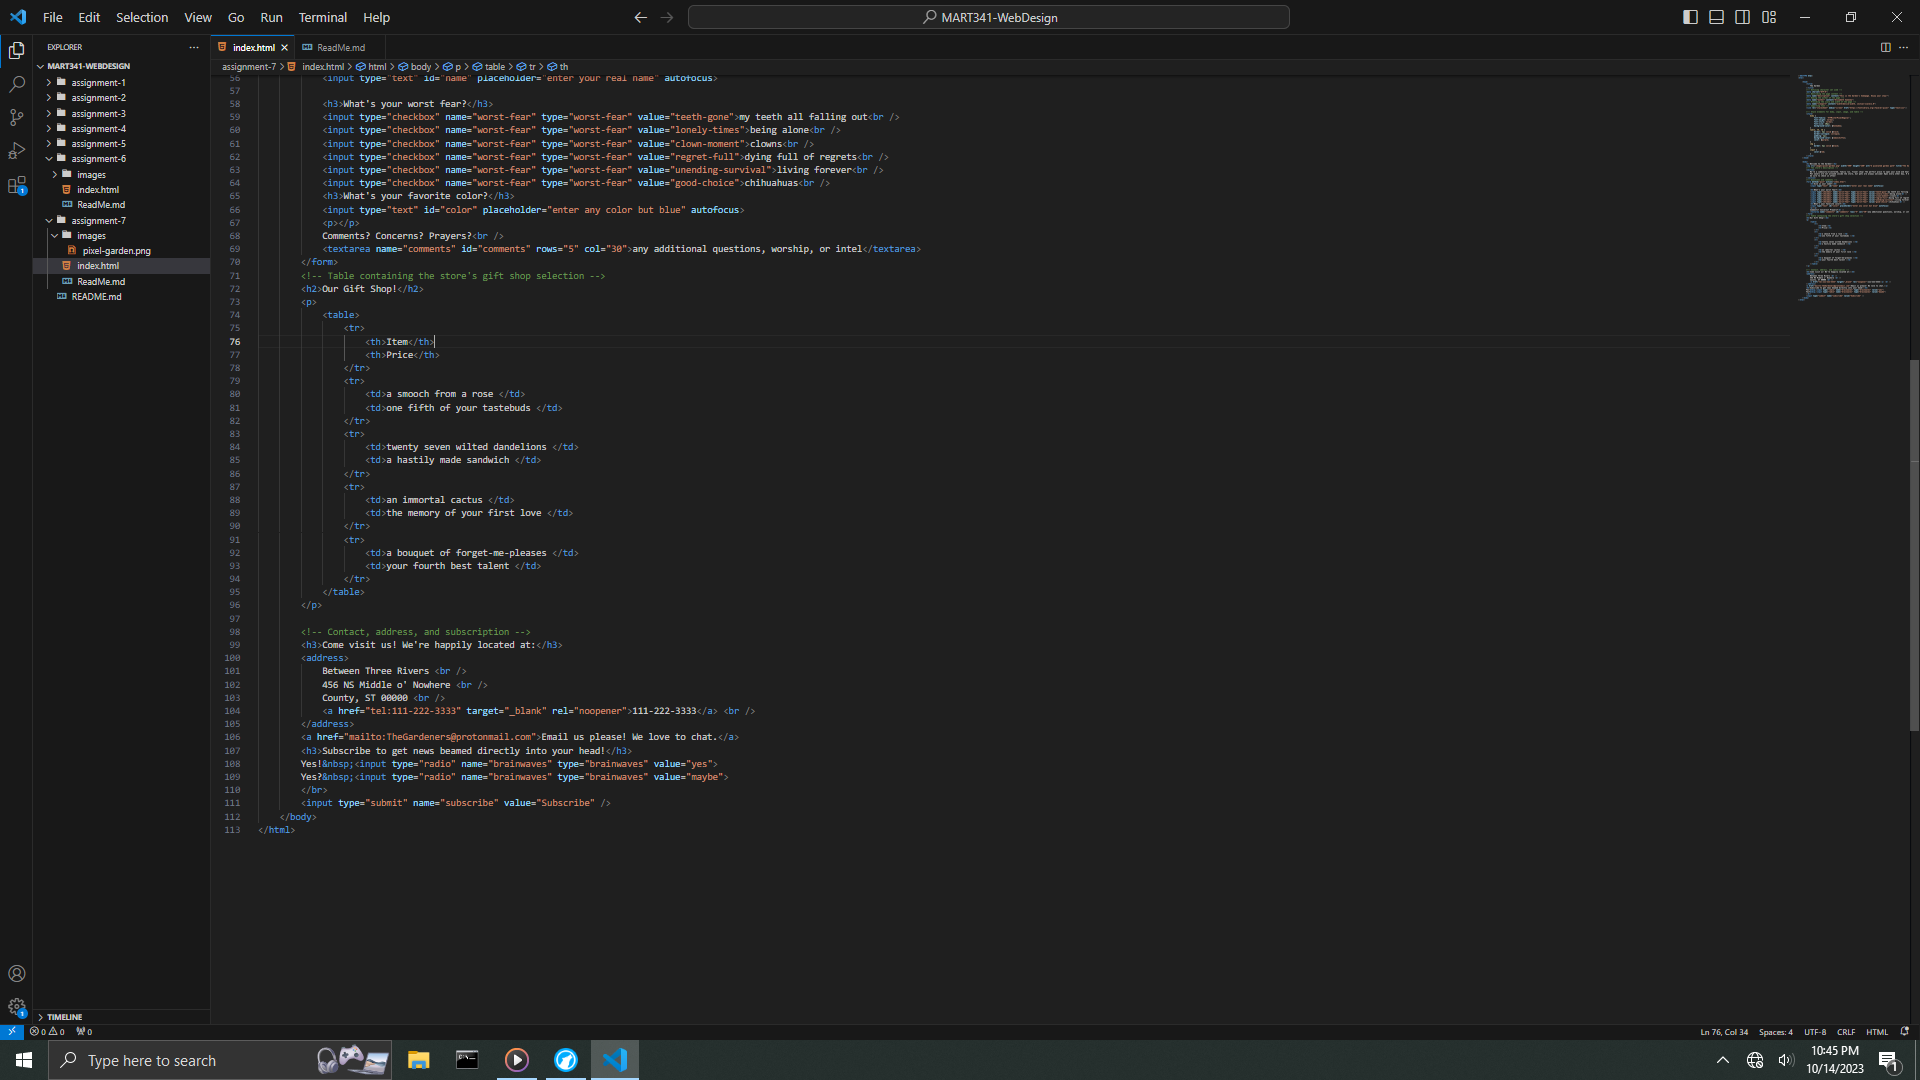 File Edit Selection View Go Run Terminal Help
MART341-WebDesign
EXPLORER
MART341-WEBDESIGN
assignment-1
assignment-2
assignment-3
assignment-4
assignment-5
assignment-6
images
index.html
ReadMe.md
assignment-7
images
pixel-garden.png
index.html
ReadMe.md
README.md
TIMELINE
index.html ReadMe.md
assignment-7 > index.html > html > body > p > table > tr > th
56 <input type="text" id="name" placeholder="enter your real name" autofocus>
57
58 <h3>What's your worst fear?</h3>
59 <input type="checkbox" name="worst-fear" type="worst-fear" value="teeth-gone">my teeth all falling out<br />
60 <input type="checkbox" name="worst-fear" type="worst-fear" value="lonely-times">being alone<br />
61 <input type="checkbox" name="worst-fear" type="worst-fear" value="clown-moment">clowns<br />
62 <input type="checkbox" name="worst-fear" type="worst-fear" value="regret-full">dying full of regrets<br />
63 <input type="checkbox" name="worst-fear" type="worst-fear" value="unending-survival">living forever<br />
64 <input type="checkbox" name="worst-fear" type="worst-fear" value="good-choice">chihuahuas<br />
65 <h3>What's your favorite color?</h3>
66 <input type="text" id="color" placeholder="enter any color but blue" autofocus>
67 <p></p>
68 Comments? Concerns? Prayers?<br />
69 <textarea name="comments" id="comments" rows="5" col="30">any additional questions, worship, or intel</textarea>
70 </form>
71 <!-- Table containing the store's gift shop selection -->
72 <h2>Our Gift Shop!</h2>
73 <p>
74 <table>
75 <tr>
76 <th>Item</th>
77 <th>Price</th>
78 </tr>
79 <tr>
80 <td>a smooch from a rose </td>
81 <td>one fifth of your tastebuds </td>
82 </tr>
83 <tr>
84 <td>twenty seven wilted dandelions </td>
85 <td>a hastily made sandwich </td>
86 </tr>
87 <tr>
88 <td>an immortal cactus </td>
89 <td>the memory of your first love </td>
90 </tr>
91 <tr>
92 <td>a bouquet of forget-me-pleases </td>
93 <td>your fourth best talent </td>
94 </tr>
95 </table>
96 </p>
97
98 <!-- Contact, address, and subscription -->
99 <h3>Come visit us! We're happily located at:</h3>
100 <address>
101 Between Three Rivers <br />
102 456 NS Middle o' Nowhere <br />
103 County, ST 00000 <br />
104 <a href="tel:111-222-3333" target="_blank" rel="noopener">111-222-3333</a> <br />
105 </address>
106 <a href="mailto:TheGardeners@protonmail.com">Email us please! We love to chat.</a>
107 <h3>Subscribe to get news beamed directly into your head!</h3>
108 Yes!&nbsp;<input type="radio" name="brainwaves" type="brainwaves" value="yes">
109 Yes?&nbsp;<input type="radio" name="brainwaves" type="brainwaves" value="maybe">
110 </br>
111 <input type="submit" name="subscribe" value="Subscribe" />
112 </body>
113 </html>
0 0 0 Ln 76, Col 34 Spaces: 4 UTF-8 CRLF HTML
Type here to search
10:45 PM
10/14/2023
1